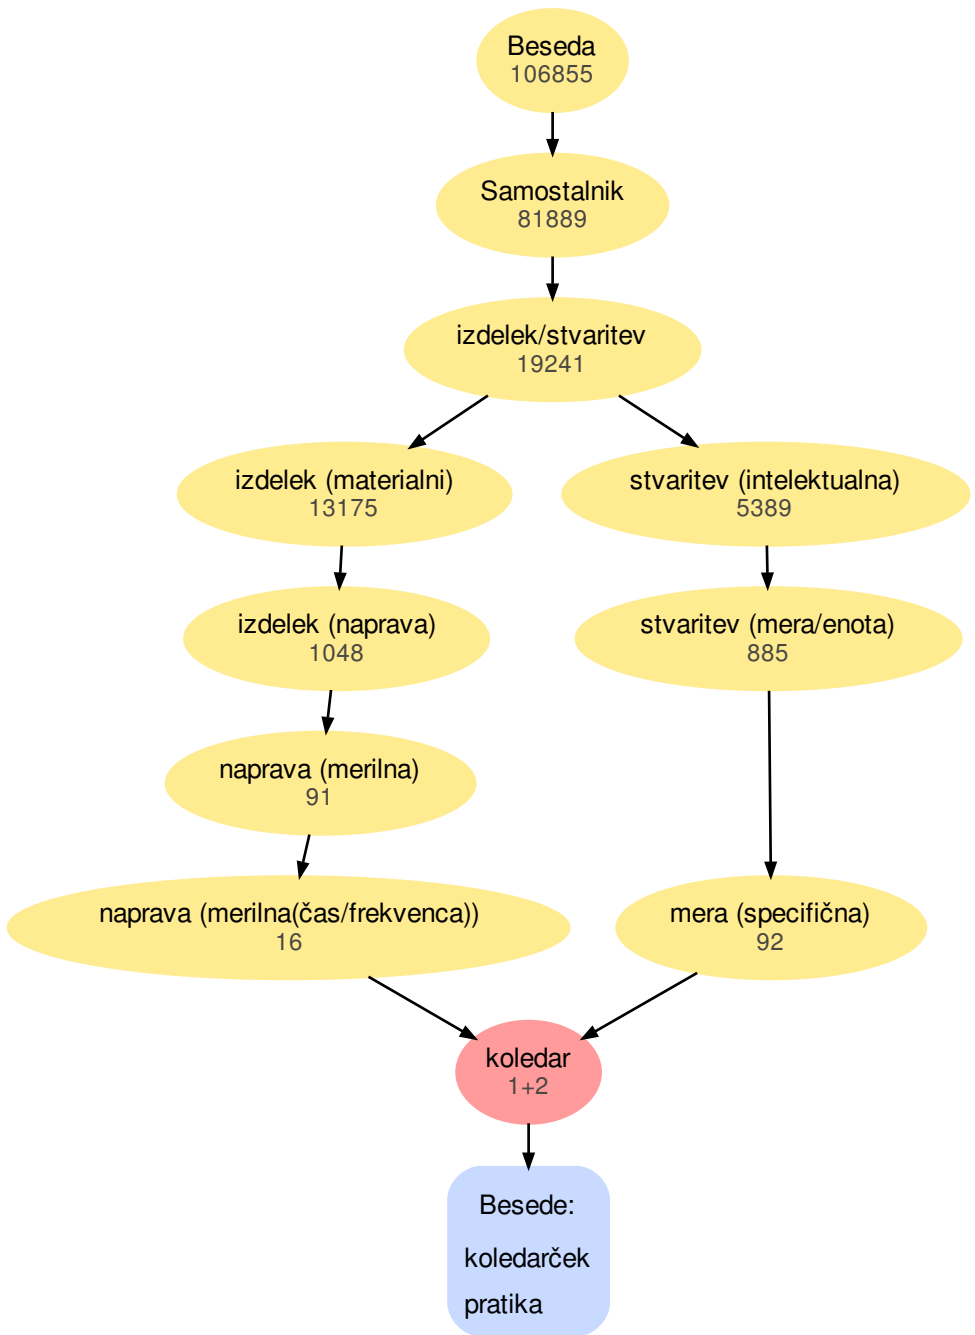 Beseda
106855
Samostalnik
81889
izdelek/stvaritev
19241
izdelek (materialni)
13175
stvaritev (intelektualna)
5389
izdelek (naprava)
1048
stvaritev (mera/enota)
885
naprava (merilna)
91
naprava (merilna(čas/frekvenca))
16
mera (specifična)
92
koledar
1+2
Besede:
koledarček
pratika